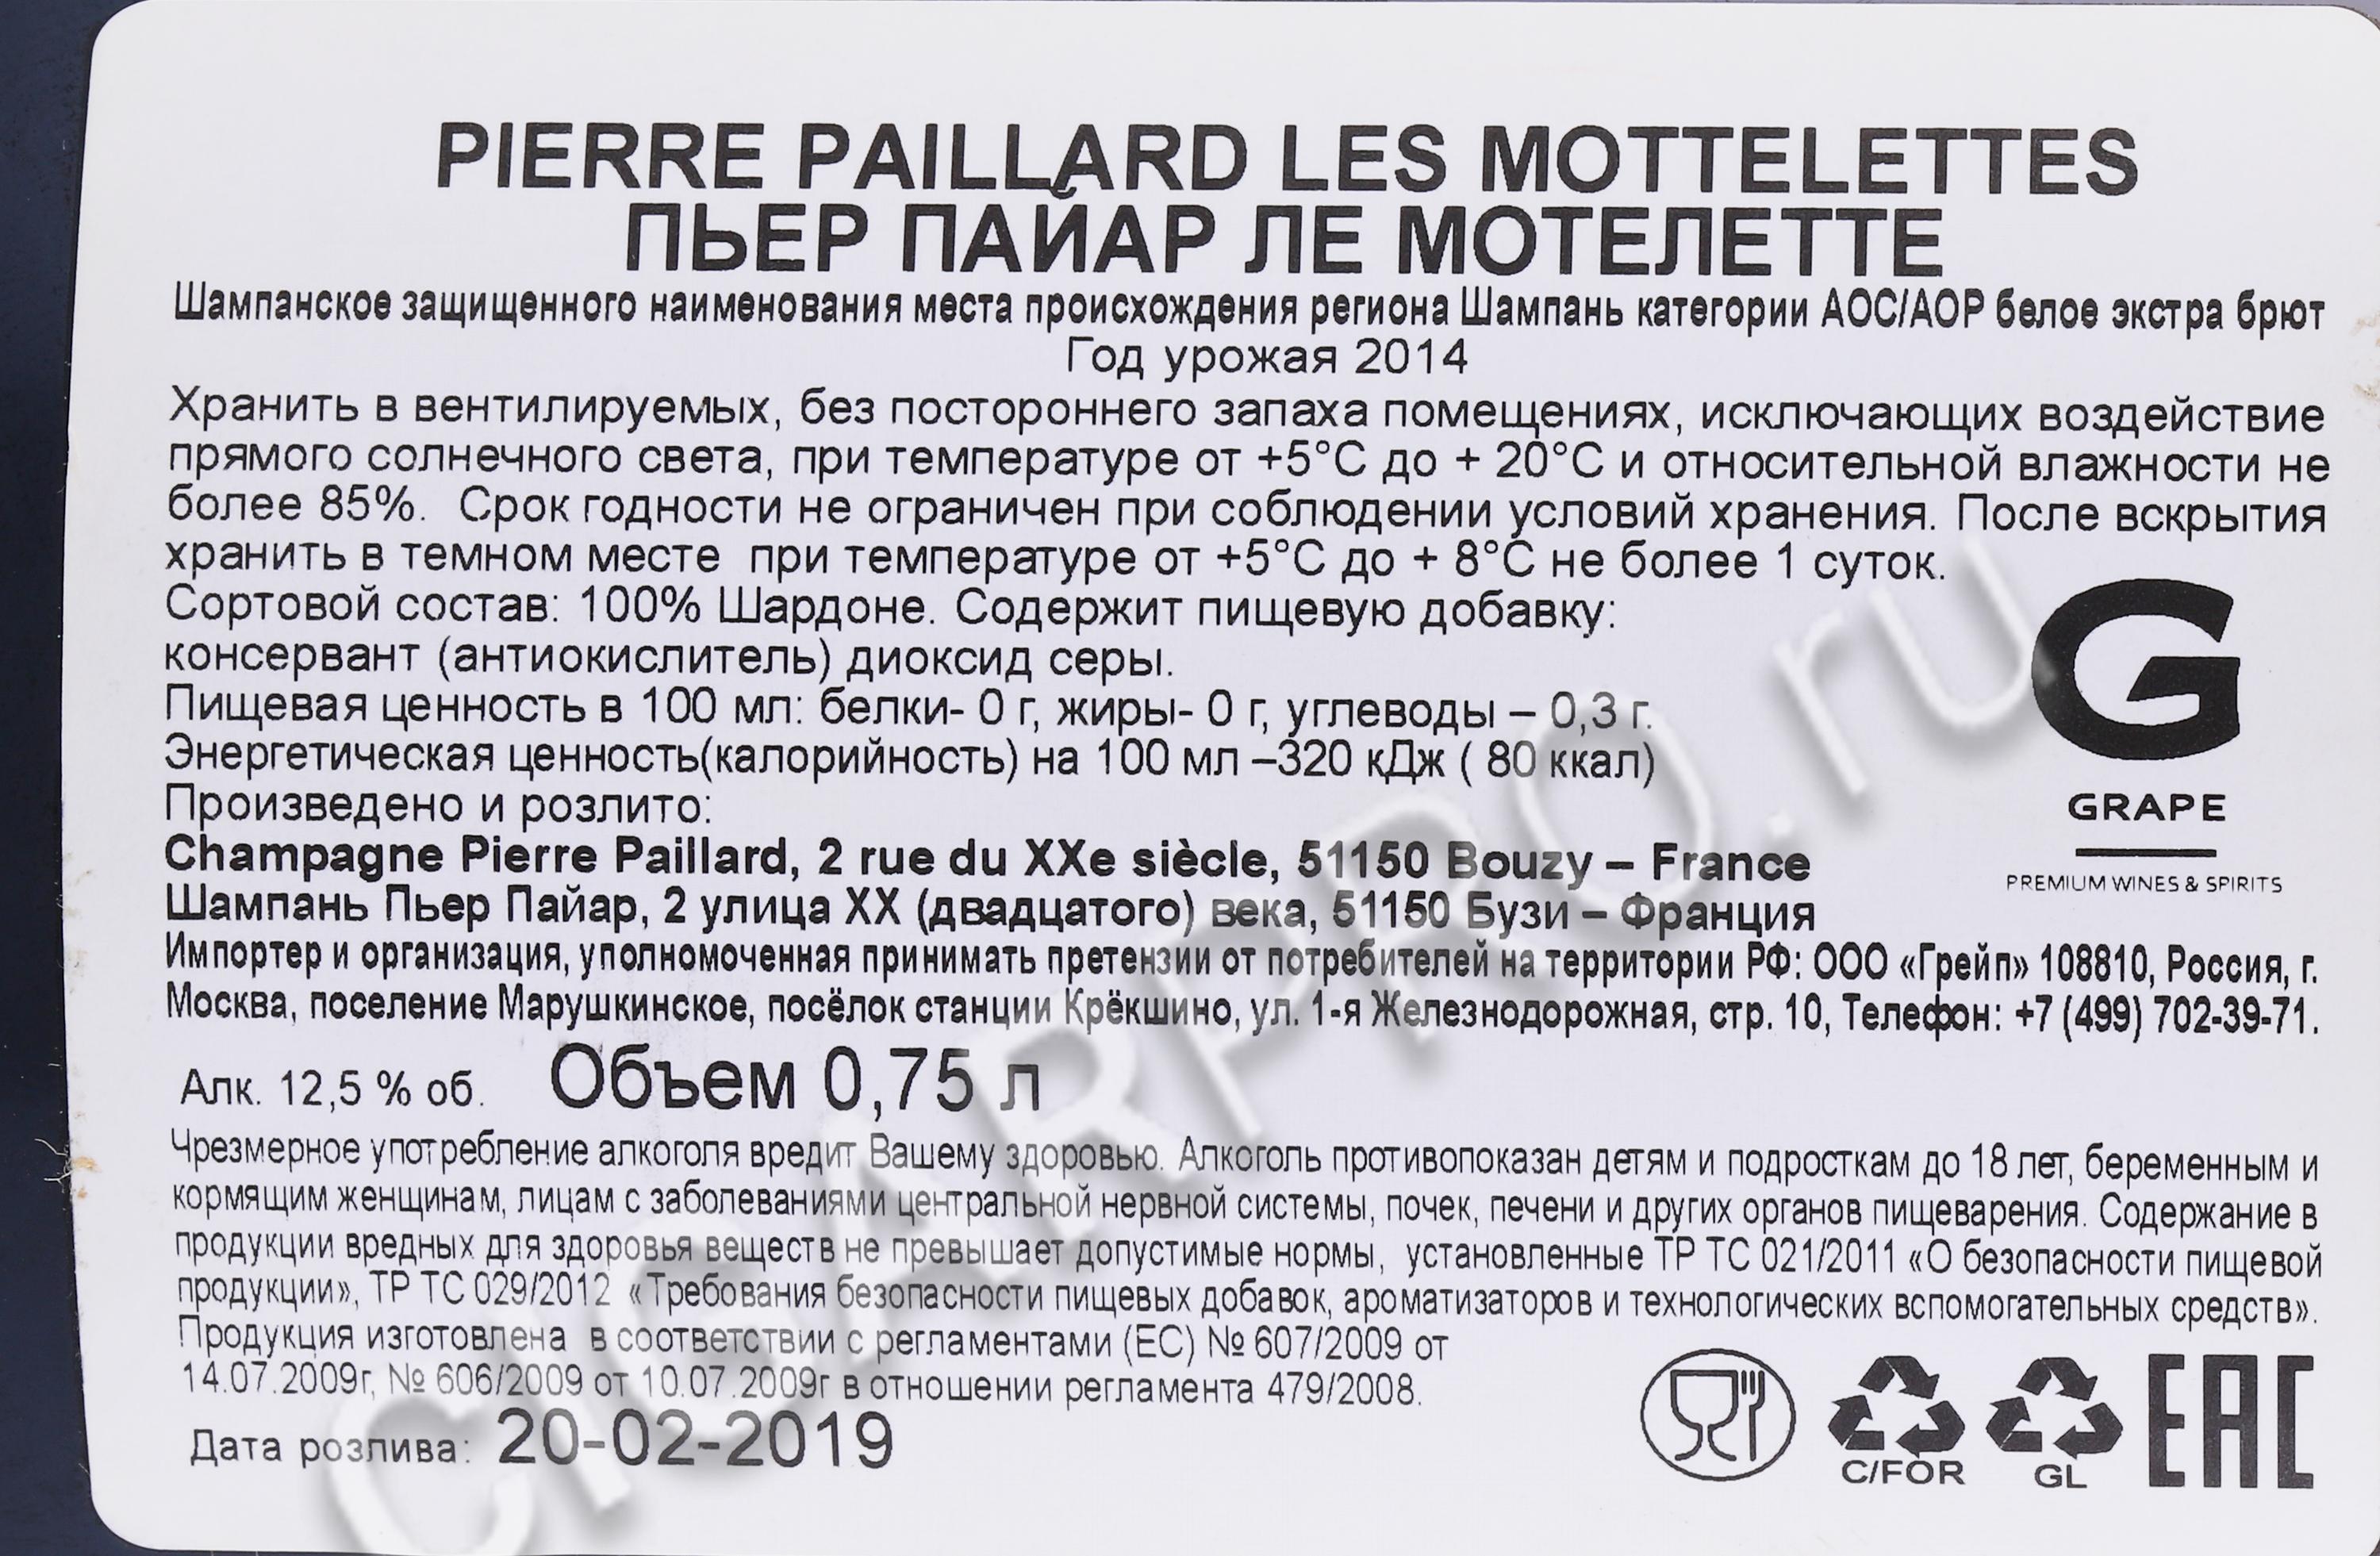 PIERRE PAILLARD LES MOTTELETTES
ПЬЕР ПАЙАР ЛЕ МОТЕЛЕТТЕ
Шампанское защищенного наименования места происхождения региона Шампань категории AOC/AOP белое экстра брют
Год урожая 2014
Хранить в вентилируемых, без постороннего запаха помещениях, исключающих воздействие
прямого солнечного света, при температуре от +5°C до + 20°C и относительной влажности не
более 85%. Срок годности не ограничен при соблюдении условий хранения. После вскрытия
хранить в темном месте при температуре от +5°C до + 8°C не более 1 суток.
Сортовой состав: 100% Шардоне. Содержит пищевую добавку:
консервант (антиокислитель) диоксид серы.
Пищевая ценность в 100 мл: белки- 0 г, жиры- 0 г, углеводы – 0,3 г.
Энергетическая ценность(калорийность) на 100 мл –320 кДж ( 80 ккал)
Произведено и розлито:
Champagne Pierre Paillard, 2 rue du XXe siècle, 51150 Bouzy – France
Шампань Пьер Пайар, 2 улица XX (двадцатого) века, 51150 Бузи – Франция
Импортер и организация, уполномоченная принимать претензии от потребителей на территории РФ: ООО «Грейп» 108810, Россия, г.
Москва, поселение Марушкинское, посёлок станции Крёкшино, ул. 1-я Железнодорожная, стр. 10, Телефон: +7 (499) 702-39-71.
G
GRAPE
PREMIUM WINES & SPIRITS
Алк. 12,5 % об. Объем 0,75 л
Чрезмерное употребление алкоголя вредит Вашему здоровью. Алкоголь противопоказан детям и подросткам до 18 лет, беременным и
кормящим женщинам, лицам с заболеваниями центральной нервной системы, почек, печени и других органов пищеварения. Содержание в
продукции вредных для здоровья веществ не превышает допустимые нормы, установленные ТР ТС 021/2011 «О безопасности пищевой
продукции», ТР ТС 029/2012 «Требования безопасности пищевых добавок, ароматизаторов и технологических вспомогательных средств».
Продукция изготовлена в соответствии с регламентами (ЕС) № 607/2009 от
14.07.2009г, № 606/2009 от 10.07.2009г в отношении регламента 479/2008.
Дата розлива: 20-02-2019
C/FOR
GL
EAC
CIGARPRO.ru